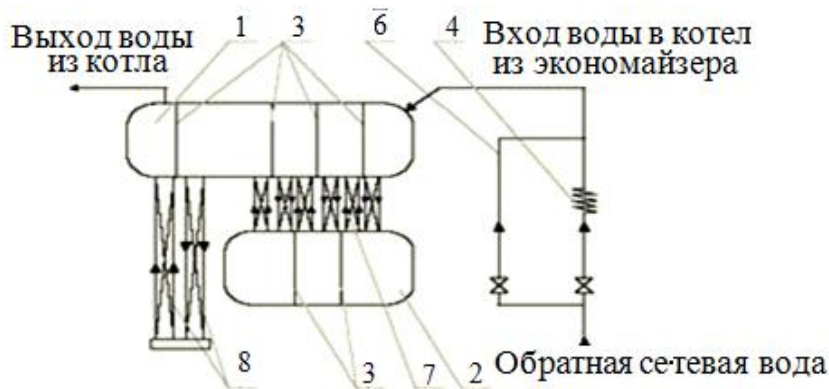 Выход воды
из котла
1
3
6
4
Вход воды в котел
из экономайзера
8
3
7
2
Обратная сетевая вода